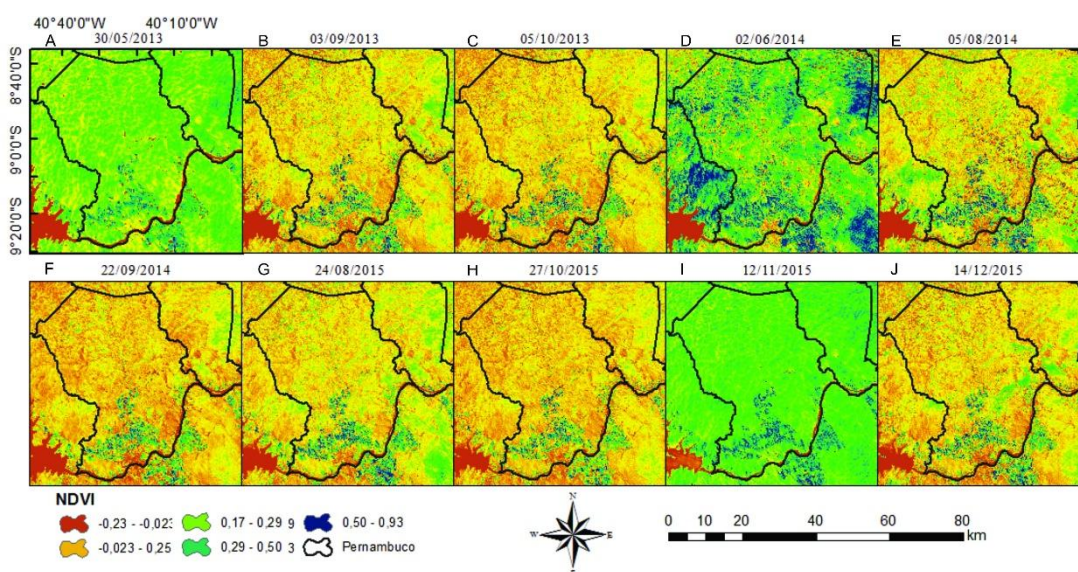 40°40'0"W 40°10'0"W
A 30/05/2013
B 03/09/2013
C 05/10/2013
D 02/06/2014
E 05/08/2014
8°40'0"S
9°0'0"S
9°20'0"S
F 22/09/2014
G 24/08/2015
H 27/10/2015
I 12/11/2015
J 14/12/2015
NDVI
-0,23 - -0,023
0,17 - 0,29 9
0,50 - 0,93
-0,023 - 0,25
0,29 - 0,50 3
Pernambuco
N
W E
0 10 20 40 60 80
km